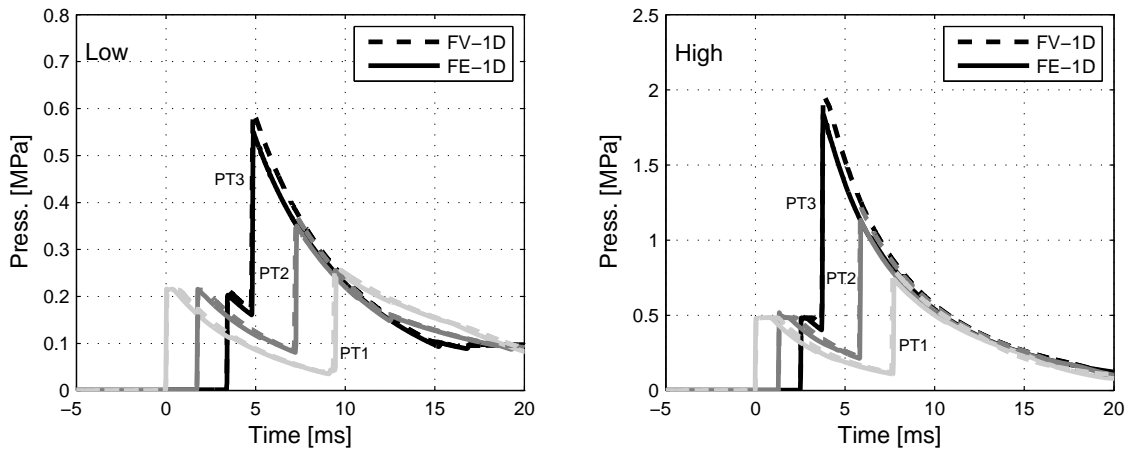 Low
FV−1D
FE−1D
PT3
PT2
PT1
0.8
0.7
0.6
0.5
0.4
0.3
0.2
0.1
0
Press. [MPa]
−5 0 5 10 15 20
Time [ms]
High
FV−1D
FE−1D
PT3
PT2
PT1
2.5
2
1.5
1
0.5
0
Press. [MPa]
−5 0 5 10 15 20
Time [ms]